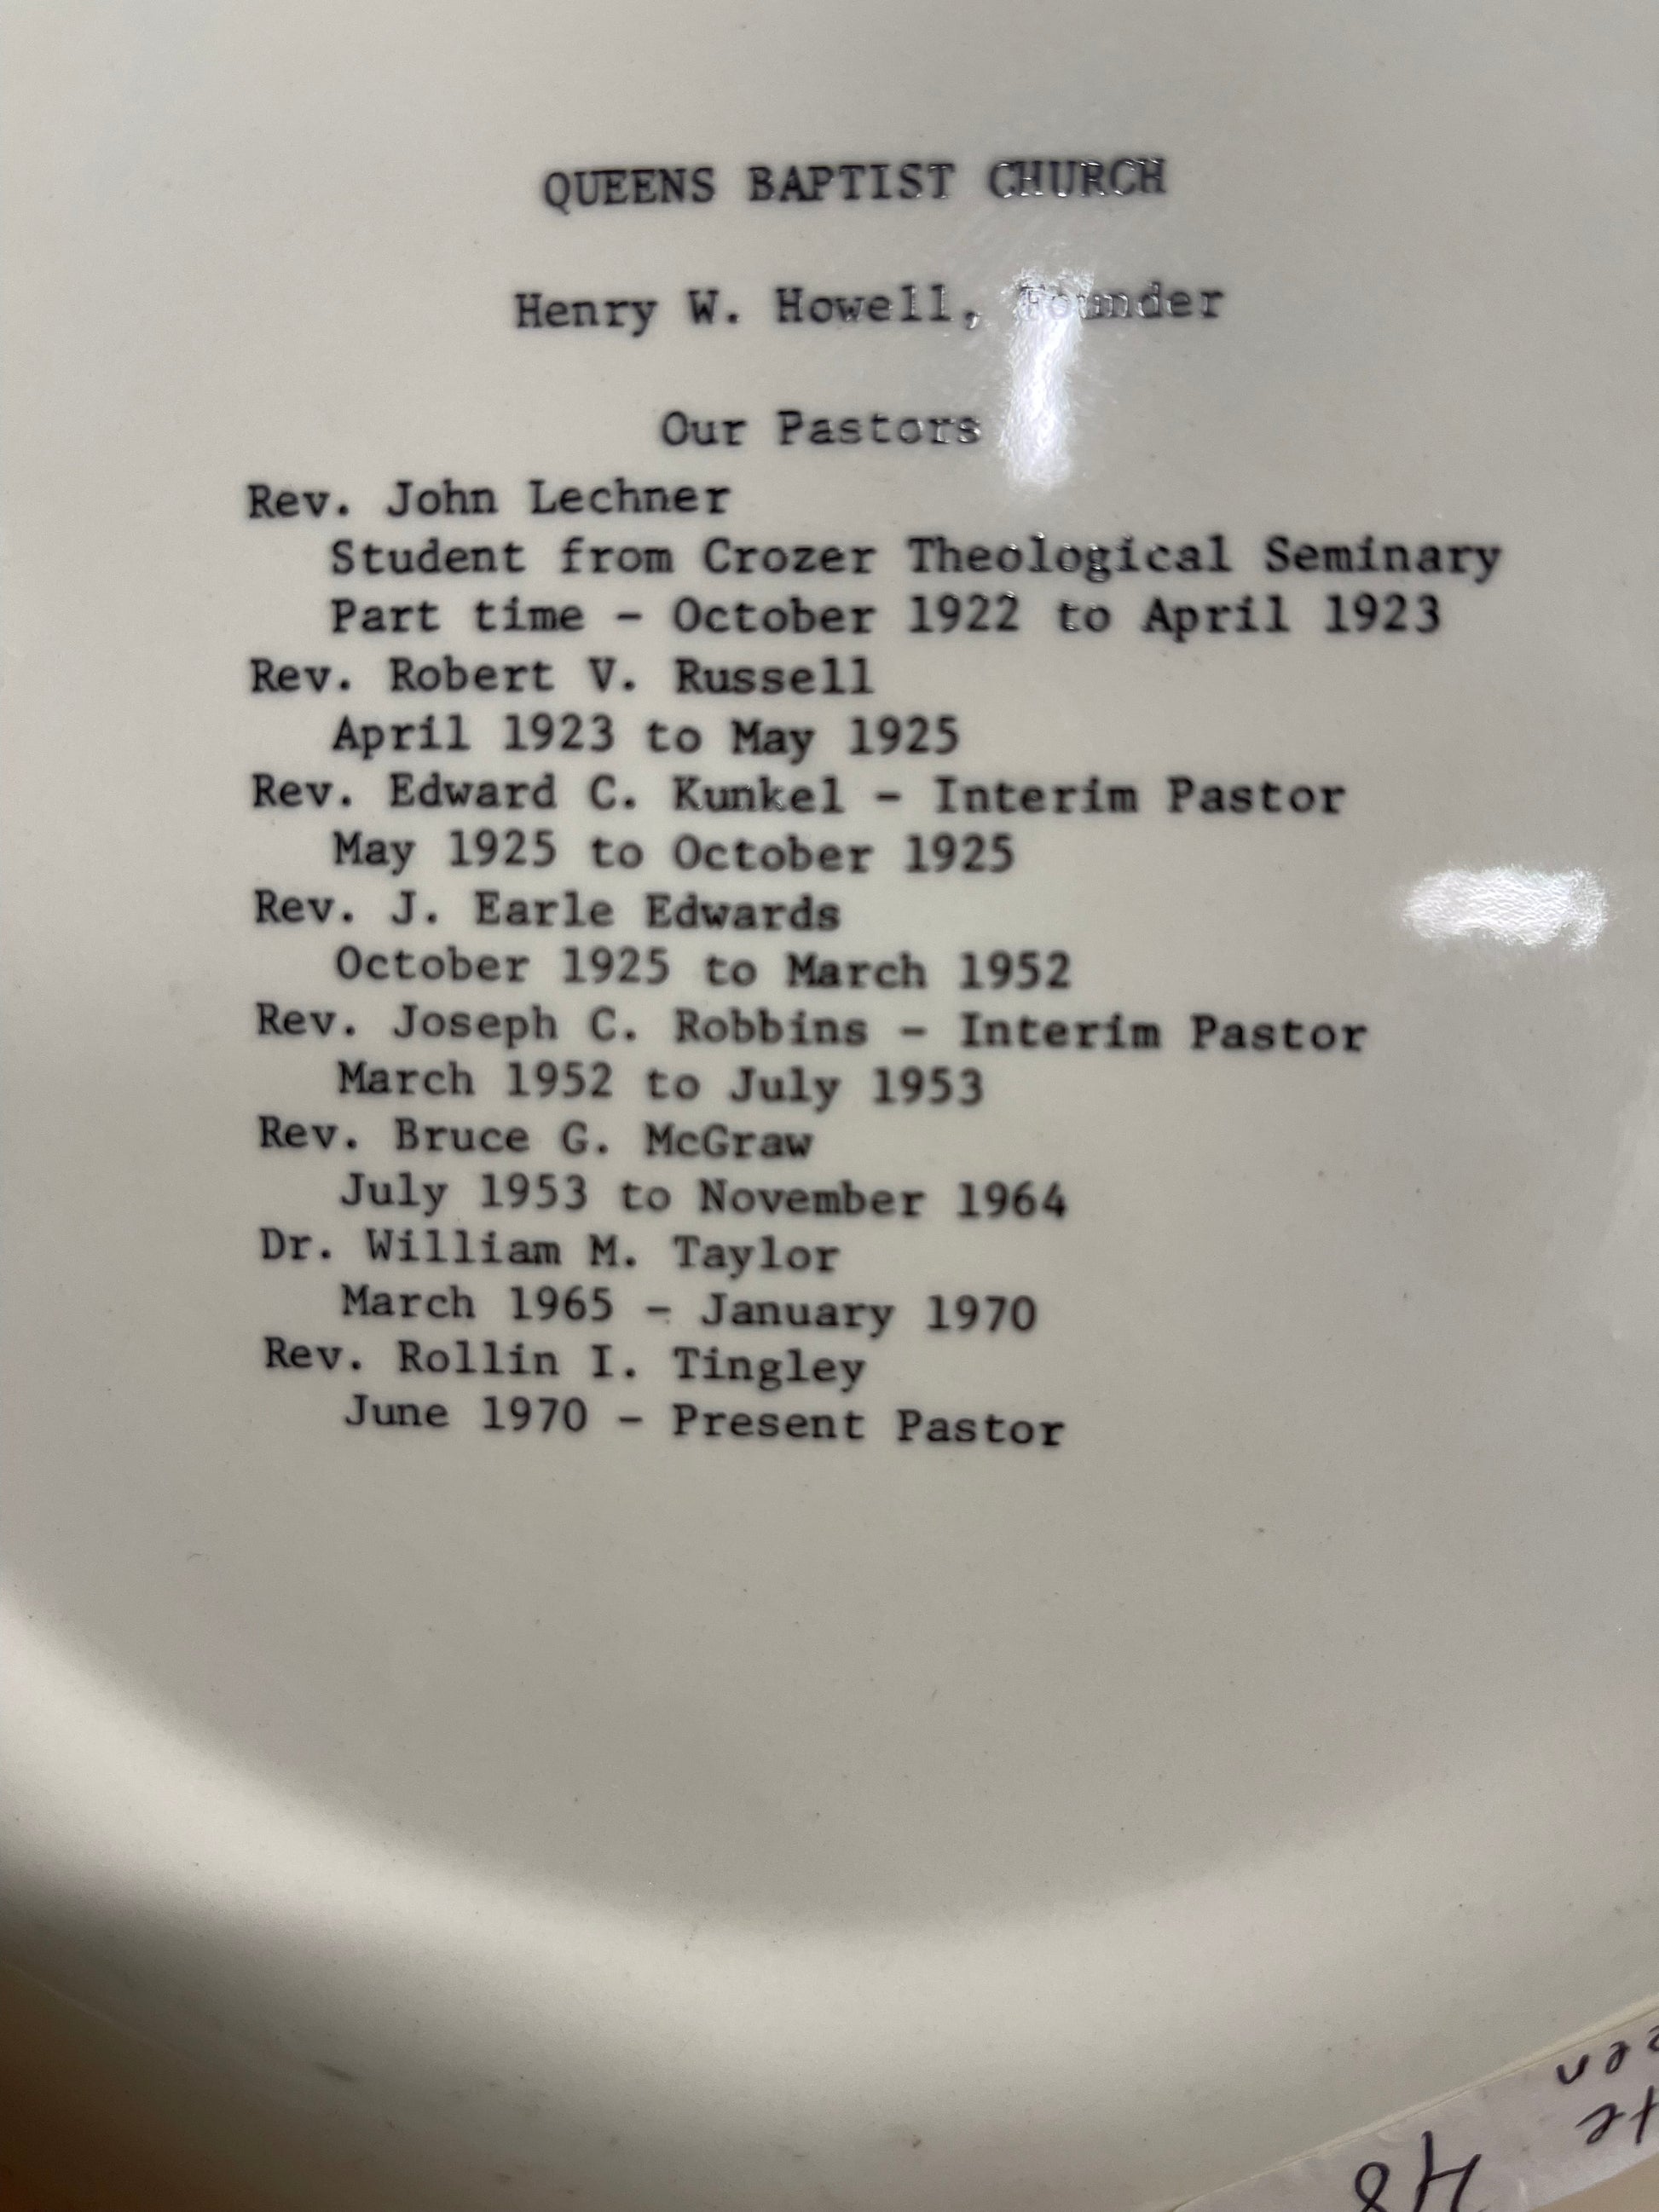 QUEENS BAPTIST CHURCH
Henry W. Howell, Founder
Our Pastors
Rev. John Lechner
Student from Crozer Theological Seminary
Part time - October 1922 to April 1923
Rev. Robert V. Russell
April 1923 to May 1925
Rev. Edward C. Kunkel - Interim Pastor
May 1925 to October 1925
Rev. J. Earle Edwards
October 1925 to March 1952
Rev. Joseph C. Robbins - Interim Pastor
March 1952 to July 1953
Rev. Bruce G. McGraw
July 1953 to November 1964
Dr. William M. Taylor
March 1965 - January 1970
Rev. Rollin I. Tingley
June 1970 - Present Pastor